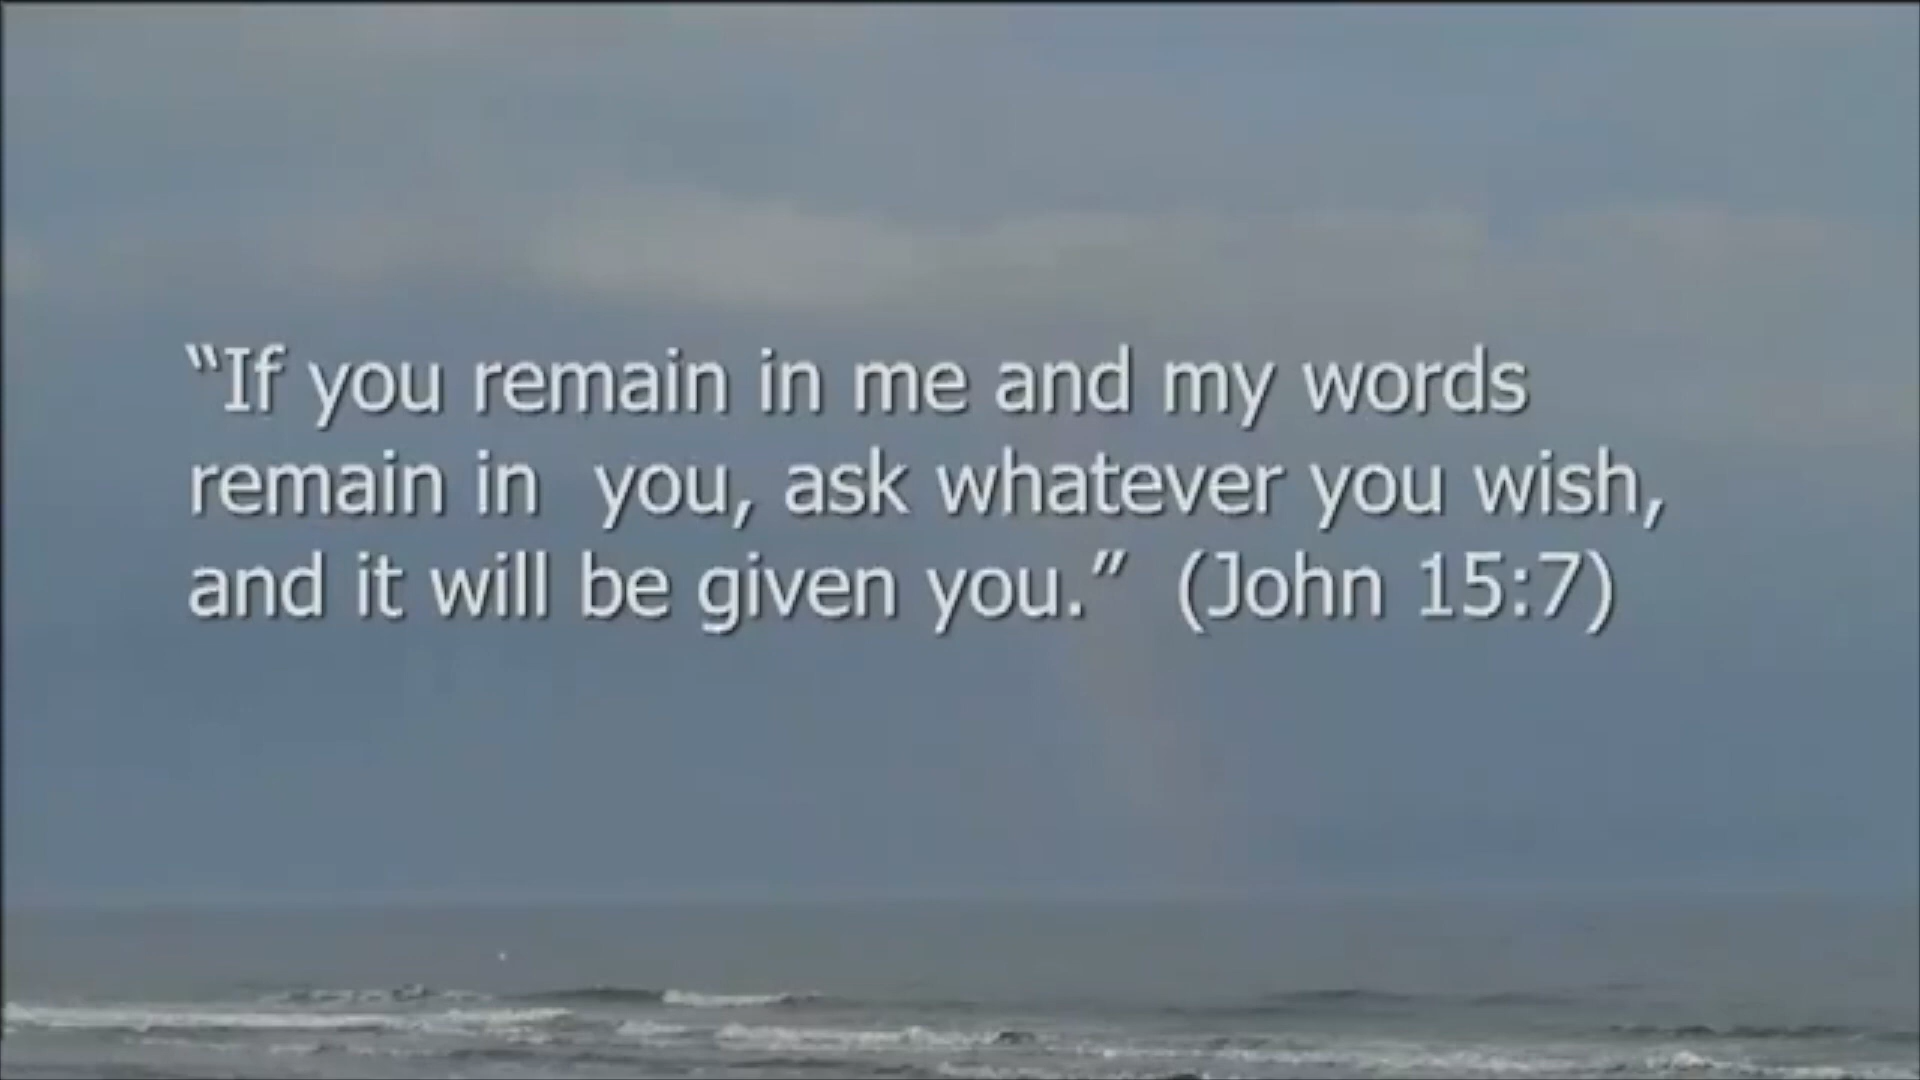 “If you remain in me and my words
remain in  you, ask whatever you wish,
and it will be given you.”  (John 15:7)